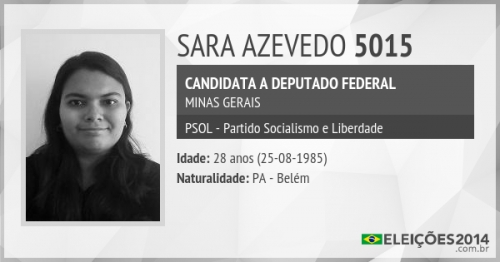 SARA AZEVEDO 5015
CANDIDATA A DEPUTADO FEDERAL
MINAS GERAIS
PSOL - Partido Socialismo e Liberdade
Idade: 28 anos (25-08-1985)
Naturalidade: PA - Belém
ELEIÇÕES2014
.com.br